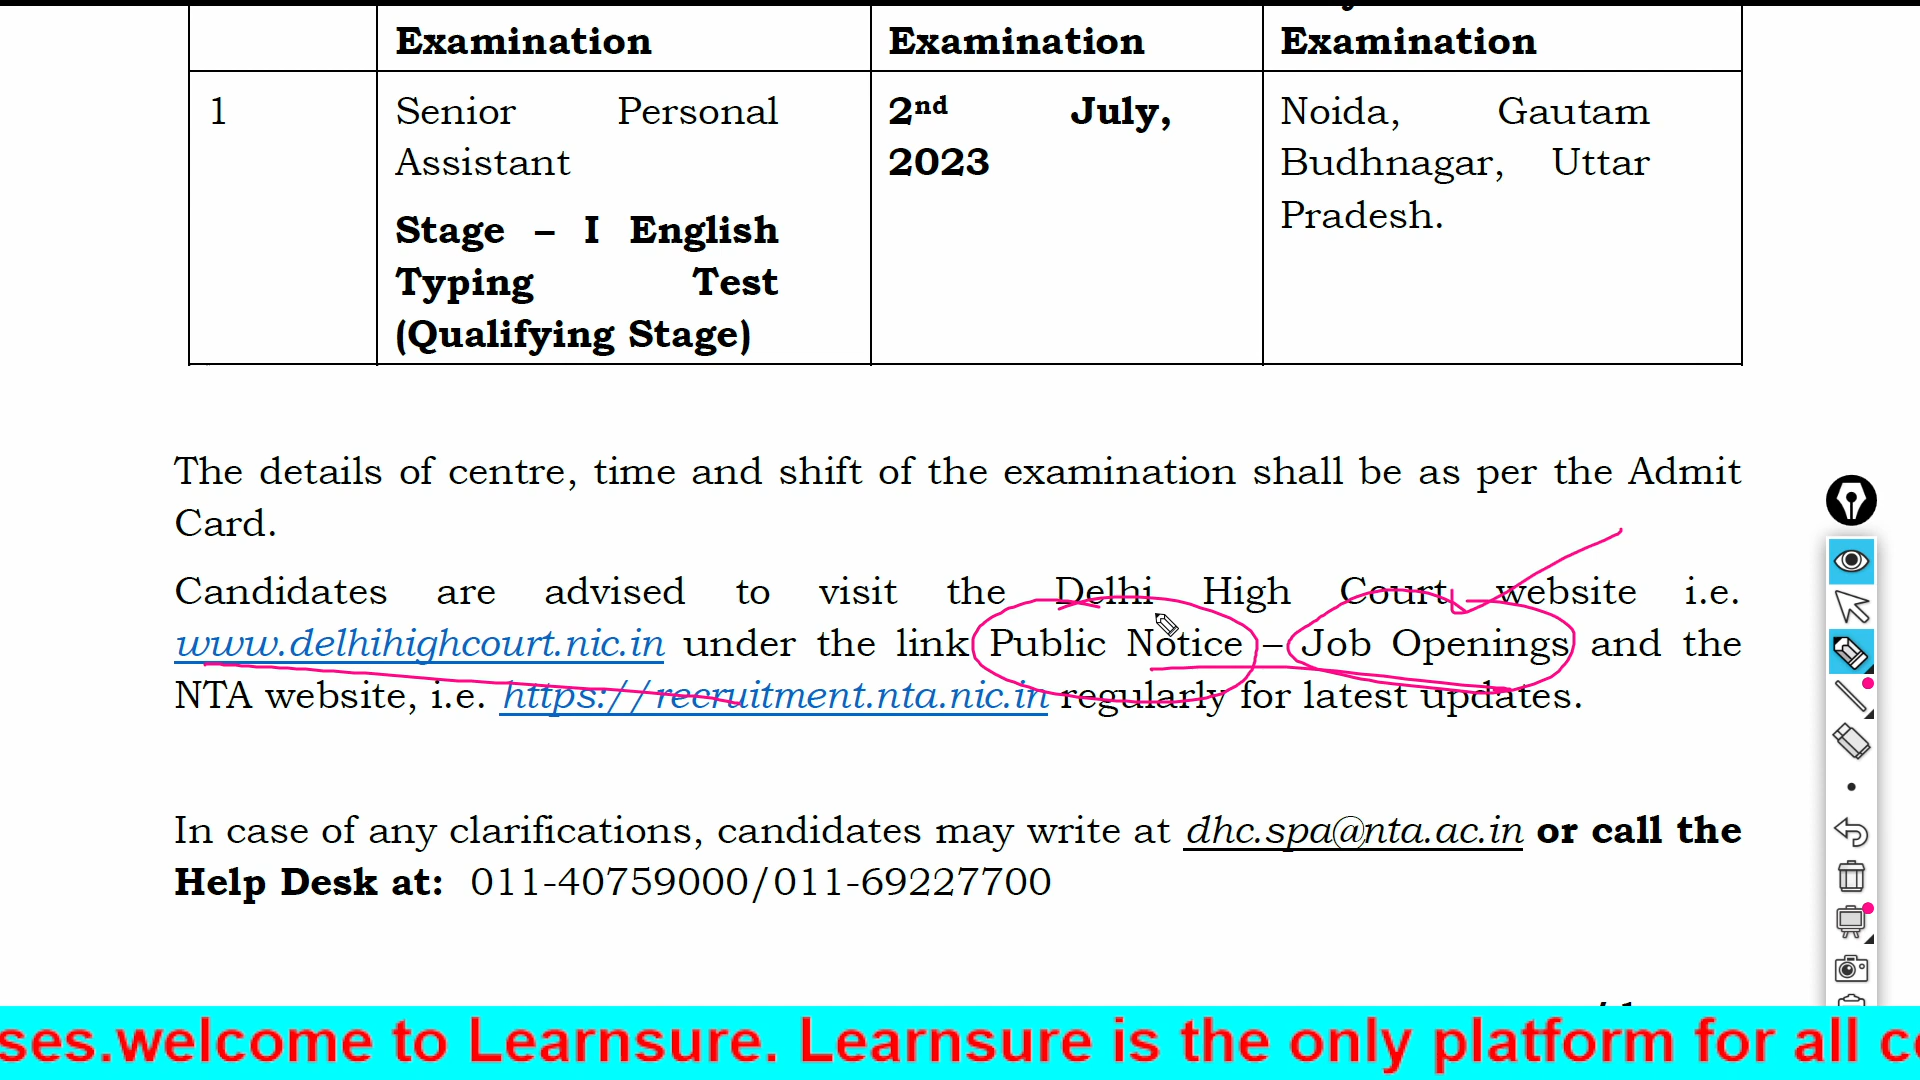 Examination Examination Examination
1 Senior Personal 2nd July, Noida, Gautam
Assistant 2023 Budhnagar, Uttar
Pradesh.
Stage – I English
Typing Test
(Qualifying Stage)
The details of centre, time and shift of the examination shall be as per the Admit
Card.
Candidates are advised to visit the Delhi High Court website i.e.
www.delhihighcourt.nic.in under the link Public Notice – Job Openings and the
NTA website, i.e. https://recruitment.nta.nic.in regularly for latest updates.
In case of any clarifications, candidates may write at dhc.spa@nta.ac.in or call the
Help Desk at: 011-40759000/011-69227700
ses.welcome to Learnsure. Learnsure is the only platform for all